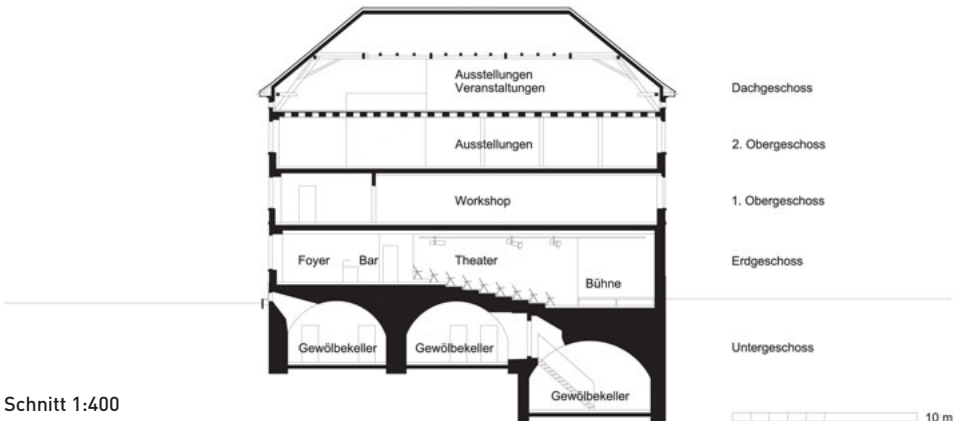 Ausstellungen
Veranstaltungen
Dachgeschoss
Ausstellungen
2. Obergeschoss
Workshop
1. Obergeschoss
Foyer
Bar
Theater
Bühne
Erdgeschoss
Gewölbekeller
Gewölbekeller
Untergeschoss
Gewölbekeller
Schnitt 1:400
10 m